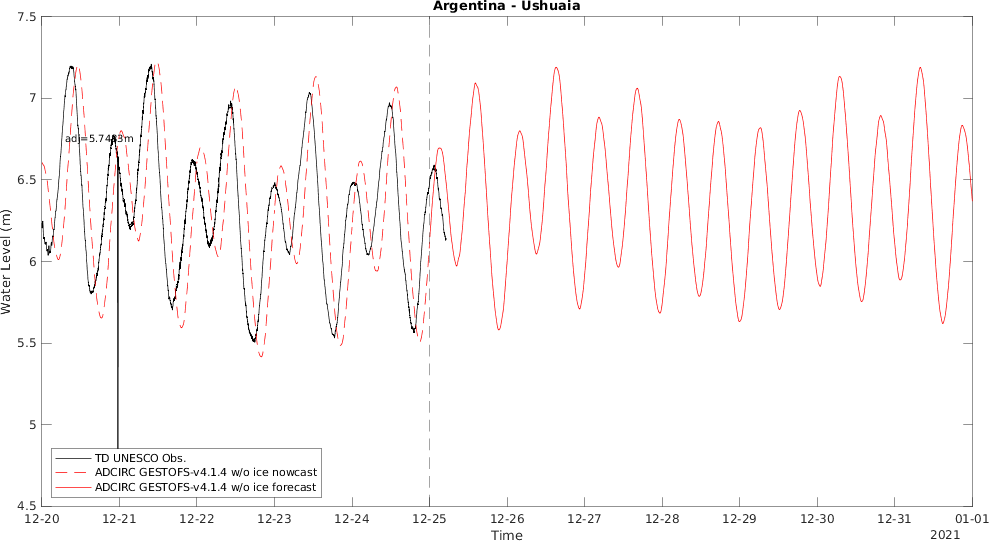 Argentina - Ushuaia
7.5
7
6.5
6
5.5
5
4.5
Water Level (m)
adj=5.7483m
TD UNESCO Obs.
ADCIRC GESTOFS-v4.1.4 w/o ice nowcast
ADCIRC GESTOFS-v4.1.4 w/o ice forecast
12-20 12-21 12-22 12-23 12-24 12-25 12-26 12-27 12-28 12-29 12-30 12-31 01-01
Time
2021